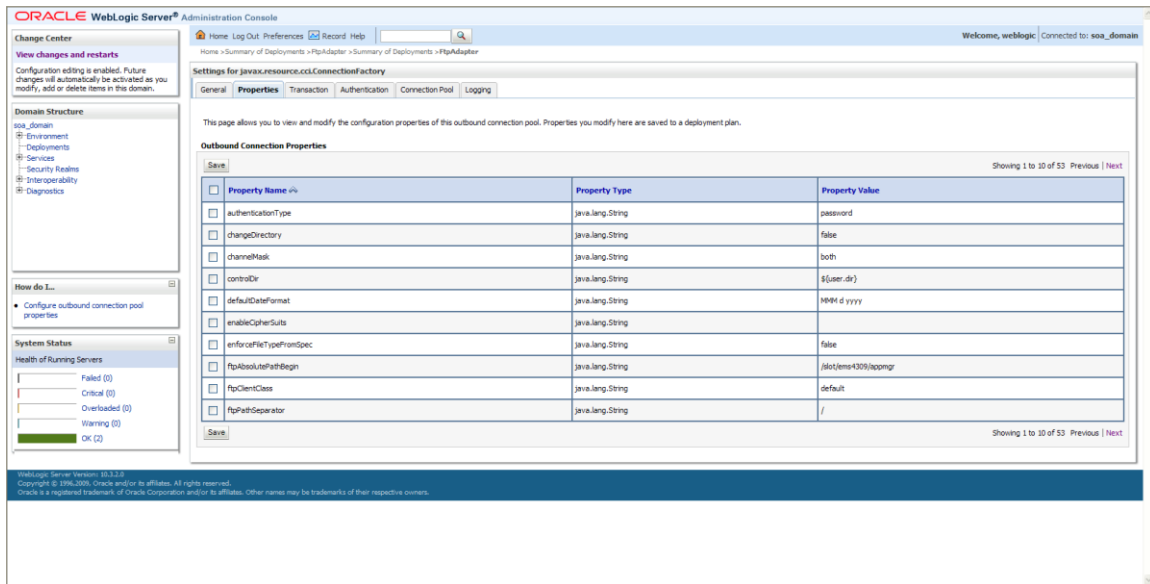 ORACLE WebLogic Server® Administration Console
Change Center
View changes and restarts
Configuration editing is enabled. Future
changes will automatically be activated as you
modify, add or delete items in this domain.
Domain Structure
soa_domain
Environment
Deployments
Services
Security Realms
Interoperability
Diagnostics
How do I...
Configure outbound connection pool
properties
System Status
Health of Running Servers
Failed (0)
Critical (0)
Overloaded (0)
Warning (0)
OK (2)
Home Log Out Preferences Record Help
Welcome, weblogic Connected to: soa_domain
Home >Summary of Deployments >FtpAdapter >Summary of Deployments >FtpAdapter
Settings for javax.resource.cci.ConnectionFactory
General Properties Transaction Authentication Connection Pool Logging
This page allows you to view and modify the configuration properties of this outbound connection pool. Properties you modify here are saved to a deployment plan.
Outbound Connection Properties
Save Showing 1 to 10 of 53 Previous | Next
Property Name Property Type Property Value
authenticationType java.lang.String password
changeDirectory java.lang.String false
channelMask java.lang.String both
controlDir java.lang.String ${user.dir}
defaultDateFormat java.lang.String MMM d yyyy
enableCipherSuits java.lang.String
enforceFileTypeFromSpec java.lang.String false
ftpAbsolutePathBegin java.lang.String /slot/ems4309/appmgr
ftpClientClass java.lang.String default
ftpPathSeparator java.lang.String /
Save Showing 1 to 10 of 53 Previous | Next
WebLogic Server Version: 10.3.2.0
Copyright © 1996,2009, Oracle and/or its affiliates. All rights reserved.
Oracle is a registered trademark of Oracle Corporation and/or its affiliates. Other names may be trademarks of their respective owners.